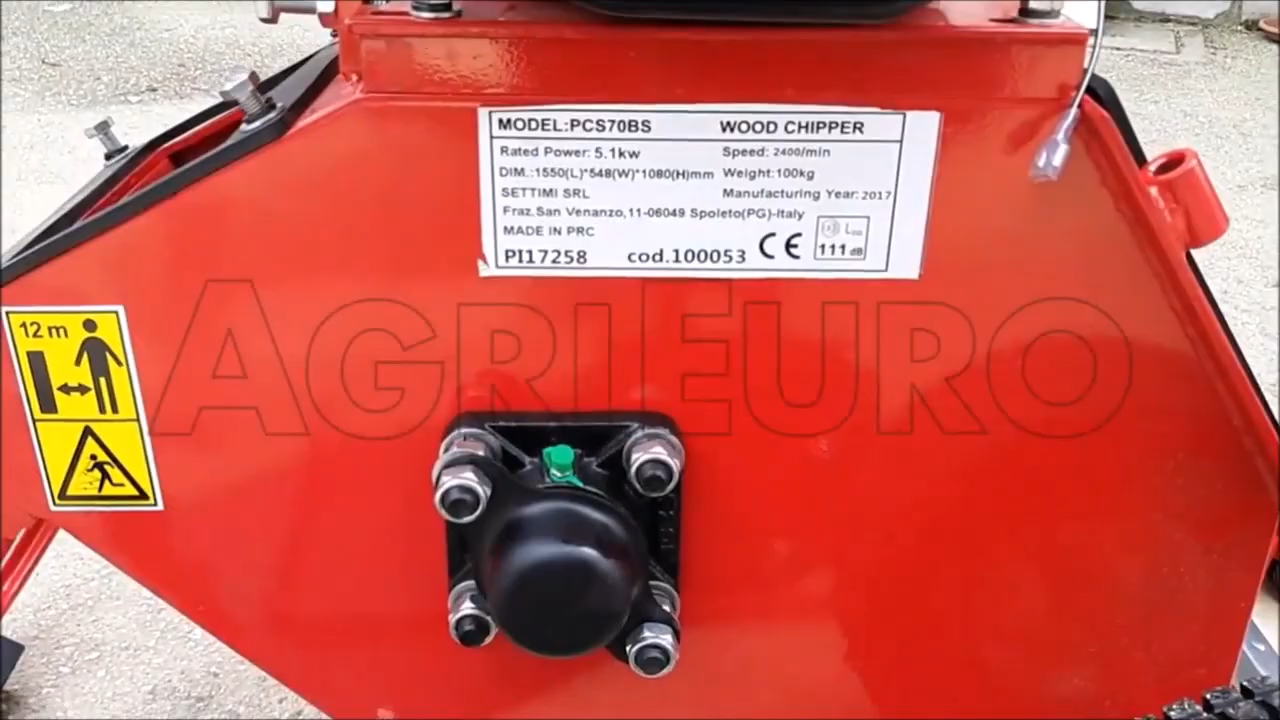 MODEL:PCS70BS WOOD CHIPPER
Rated Power: 5.1kw Speed: 2400/min
DIM.:1550(L)*548(W)*1080(H)mm Weight:100kg
SETTIMI SRL Manufacturing Year: 2017
Fraz.San Venanzo,11-06049 Spoleto(PG)-Italy
MADE IN PRC
PI17258 cod.100053 CE 111 dB
AGRIEURO
12 m